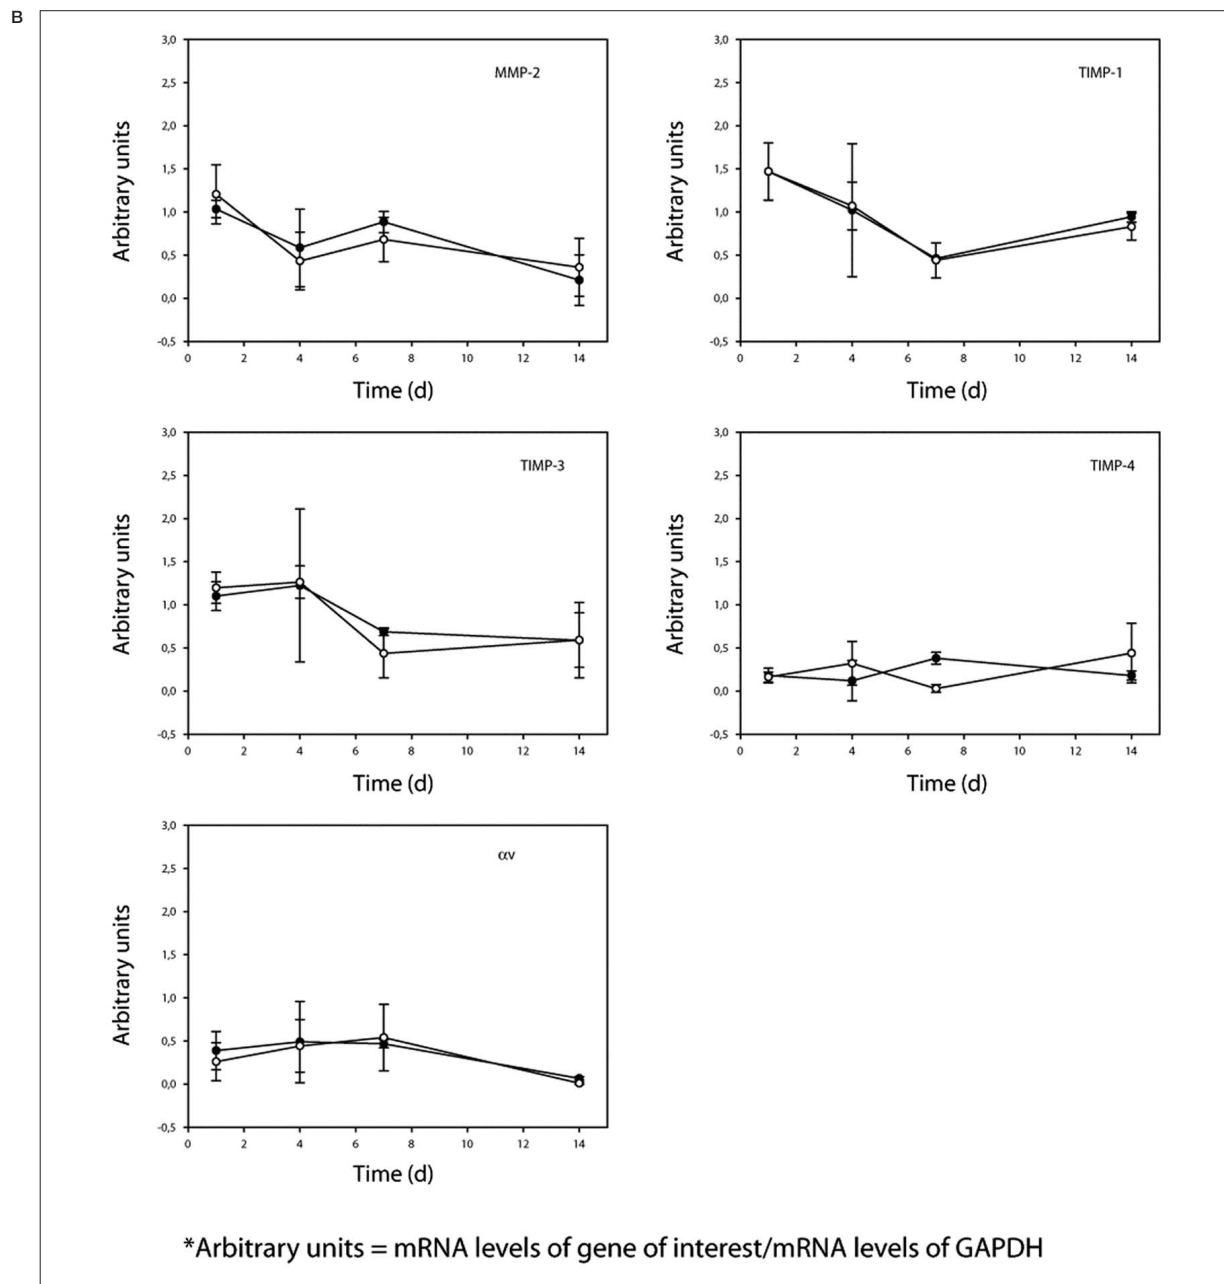 B
3,0
2,5
2,0
1,5
1,0
0,5
0,0
-0,5
Arbitrary units
MMP-2
0 2 4 6 8 10 12 14
Time (d)
3,0
2,5
2,0
1,5
1,0
0,5
0,0
-0,5
Arbitrary units
TIMP-1
0 2 4 6 8 10 12 14
Time (d)
3,0
2,5
2,0
1,5
1,0
0,5
0,0
-0,5
Arbitrary units
TIMP-3
0 2 4 6 8 10 12 14
Time (d)
3,0
2,5
2,0
1,5
1,0
0,5
0,0
-0,5
Arbitrary units
TIMP-4
0 2 4 6 8 10 12 14
Time (d)
3,0
2,5
2,0
1,5
1,0
0,5
0,0
-0,5
Arbitrary units
αv
0 2 4 6 8 10 12 14
Time (d)
*Arbitrary units = mRNA levels of gene of interest/mRNA levels of GAPDH